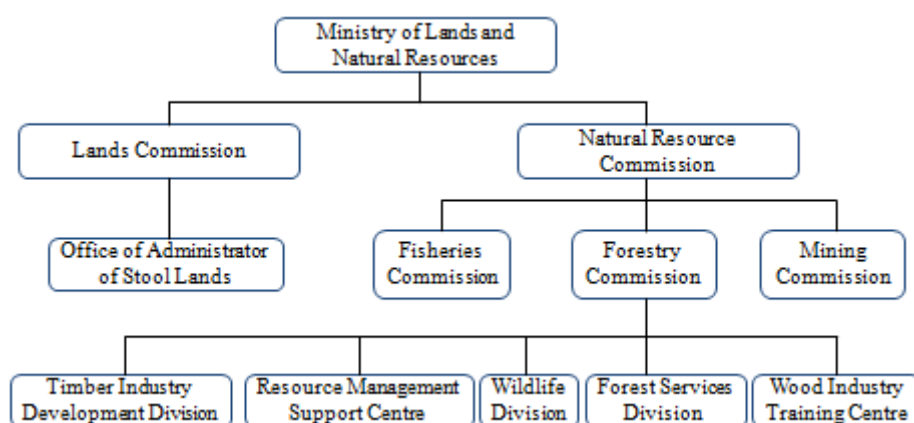 Ministry of Lands and
Natural Resources
Lands Commission
Natural Resource
Commission
Office of Administrator
of Stool Lands
Fisheries
Commission
Forestry
Commission
Mining
Commission
Timber Industry
Development Division
Resource Management
Support Centre
Wildlife
Division
Forest Services
Division
Wood Industry
Training Centre